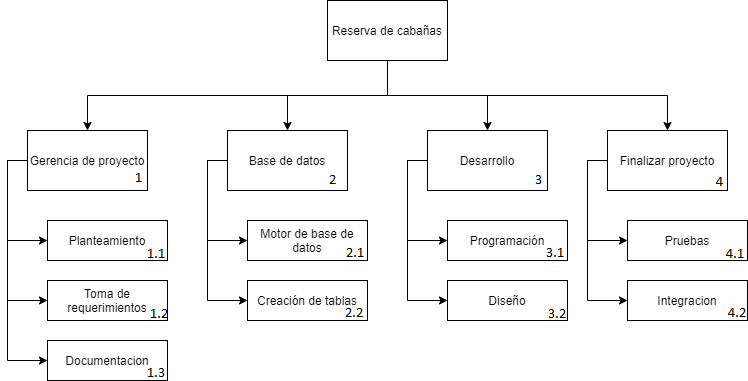 Reserva de cabañas
Gerencia de proyecto
1
Base de datos
2
Desarrollo
3
Finalizar proyecto
4
Planteamiento
1.1
Motor de base de
datos
2.1
Programación
3.1
Pruebas
4.1
Toma de
requerimientos
1.2
Creación de tablas
2.2
Diseño
3.2
Integracion
4.2
Documentacion
1.3